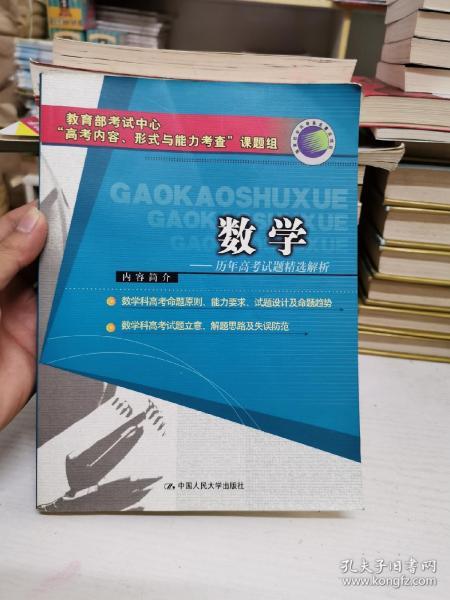 教育部考试中心
“高考内容、形式与能力考查”课题组
GAOKAOSHUXUE
GAOKAOSHUXUE
数学
——历年高考试题精选解析
内容简介
数学科高考命题原则、能力要求、试题设计及命题趋势
数学科高考试题立意、解题思路及失误防范
中国人民大学出版社
孔夫子旧书网
www.kongfz.com